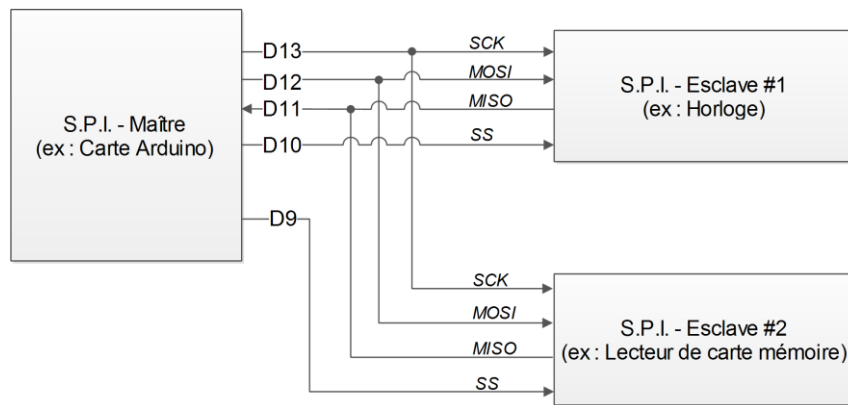 D13
SCK
D12
MOSI
D11
MISO
D10
SS
S.P.I. - Maître
(ex : Carte Arduino)
S.P.I. - Esclave #1
(ex : Horloge)
D9
SCK
MOSI
MISO
SS
S.P.I. - Esclave #2
(ex : Lecteur de carte mémoire)